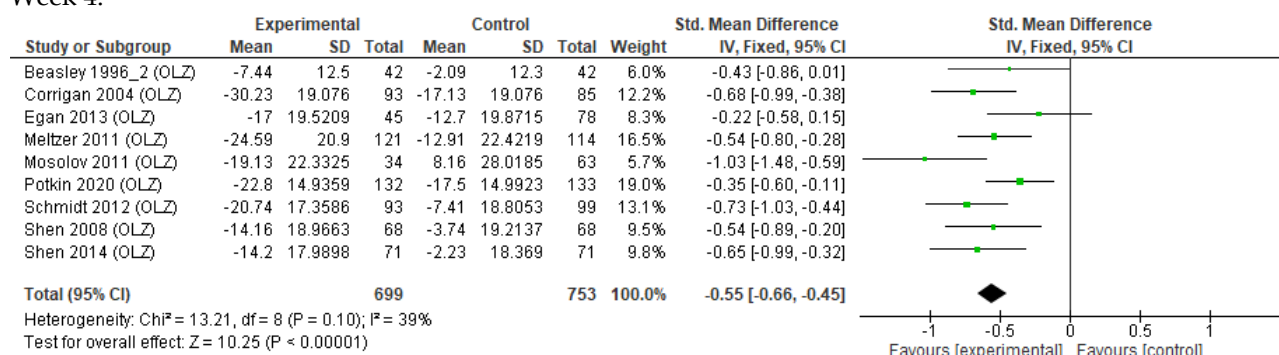 Week 4.
Experimental Control Std. Mean Difference Std. Mean Difference
Study or Subgroup Mean SD Total Mean SD Total Weight IV, Fixed, 95% CI IV, Fixed, 95% CI
Beasley 1996_2 (OLZ) -7.44 12.5 42 -2.09 12.3 42 6.0% -0.43 [-0.86, 0.01]
Corrigan 2004 (OLZ) -30.23 19.076 93 -17.13 19.076 85 12.2% -0.68 [-0.99, -0.38]
Egan 2013 (OLZ) -17 19.5209 45 -12.7 19.8715 78 8.3% -0.22 [-0.58, 0.15]
Meltzer 2011 (OLZ) -24.59 20.9 121 -12.91 22.4219 114 16.5% -0.54 [-0.80, -0.28]
Mosolov 2011 (OLZ) -19.13 22.3325 34 8.16 28.0185 63 5.7% -1.03 [-1.48, -0.59]
Potkin 2020 (OLZ) -22.8 14.9359 132 -17.5 14.9923 133 19.0% -0.35 [-0.60, -0.11]
Schmidt 2012 (OLZ) -20.74 17.3586 93 -7.41 18.8053 99 13.1% -0.73 [-1.03, -0.44]
Shen 2008 (OLZ) -14.16 18.9663 68 -3.74 19.2137 68 9.5% -0.54 [-0.89, -0.20]
Shen 2014 (OLZ) -14.2 17.9898 71 -2.23 18.369 71 9.8% -0.65 [-0.99, -0.32]
Total (95% CI) 699 753 100.0% -0.55 [-0.66, -0.45]
Heterogeneity: Chi² = 13.21, df = 8 (P = 0.10); I² = 39%
Test for overall effect: Z = 10.25 (P < 0.00001)
-1 -0.5 0 0.5 1
Favours [experimental] Favours [control]